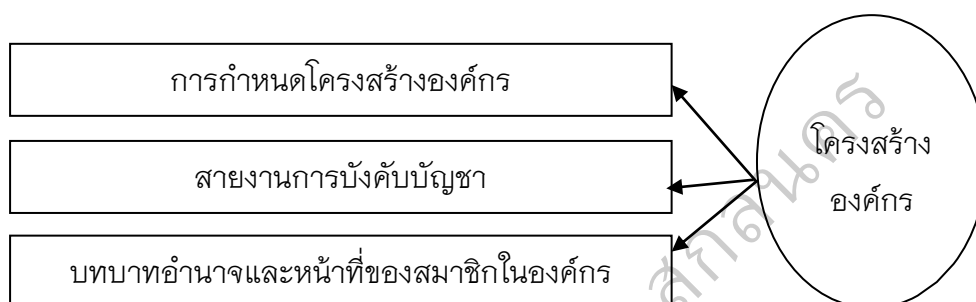 การกำหนดโครงสร้างองค์กร
สายงานการบังคับบัญชา
บทบาทอำนาจและหน้าที่ของสมาชิกในองค์กร
โครงสร้าง
องค์กร